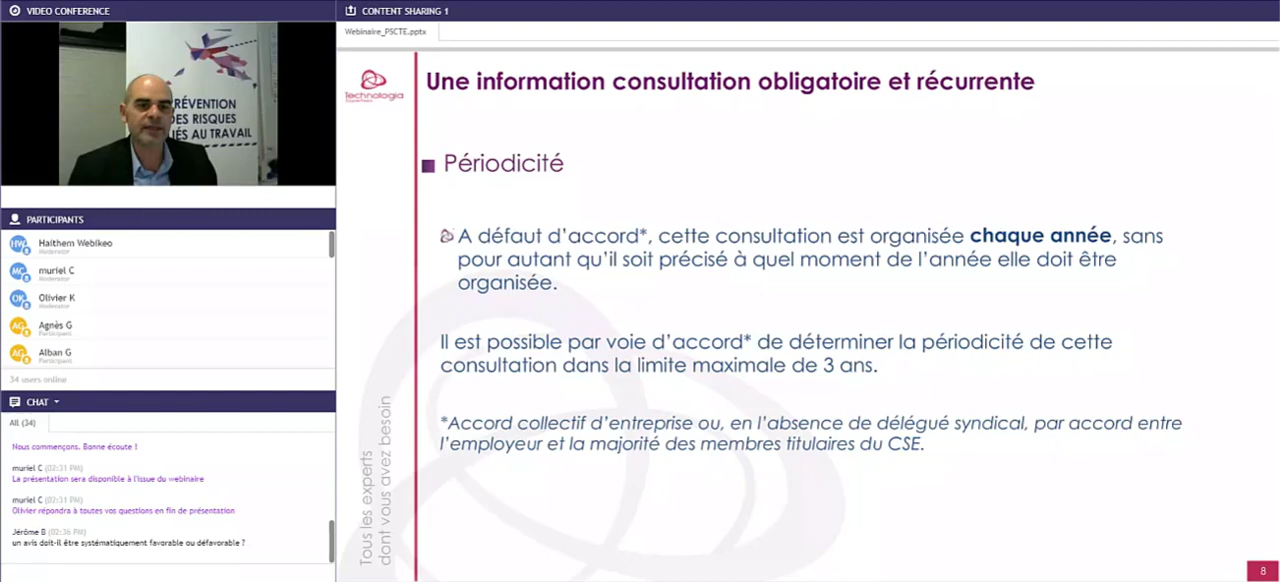 VIDEO CONFERENCE
RÉVENTION
DES RISQUES
IÉS AU TRAVAIL
PARTICIPANTS
HW
Haithem Webikeo
Moderator
MC
muriel C
Moderator
OK
Olivier K
Moderator
AG
Agnès G
Participant
AG
Alban G
Participant
34 users online
CHAT
All (34)
Nous commençons. Bonne écoute !
muriel C (02:31 PM)
La présentation sera disponible à l'issue du webinaire
muriel C (02:31 PM)
Olivier répondra à toutes vos questions en fin de présentation
Jérôme B (02:36 PM)
un avis doit-il être systématiquement favorable ou défavorable ?
CONTENT SHARING 1
Webinaire_PSCTE.pptx
Technologia
Une information consultation obligatoire et récurrente
Périodicité
A défaut d'accord*, cette consultation est organisée chaque année, sans
pour autant qu'il soit précisé à quel moment de l'année elle doit être
organisée.
Il est possible par voie d'accord* de déterminer la périodicité de cette
consultation dans la limite maximale de 3 ans.
*Accord collectif d'entreprise ou, en l'absence de délégué syndical, par accord entre
l'employeur et la majorité des membres titulaires du CSE.
Tous les experts
dont vous avez besoin
8